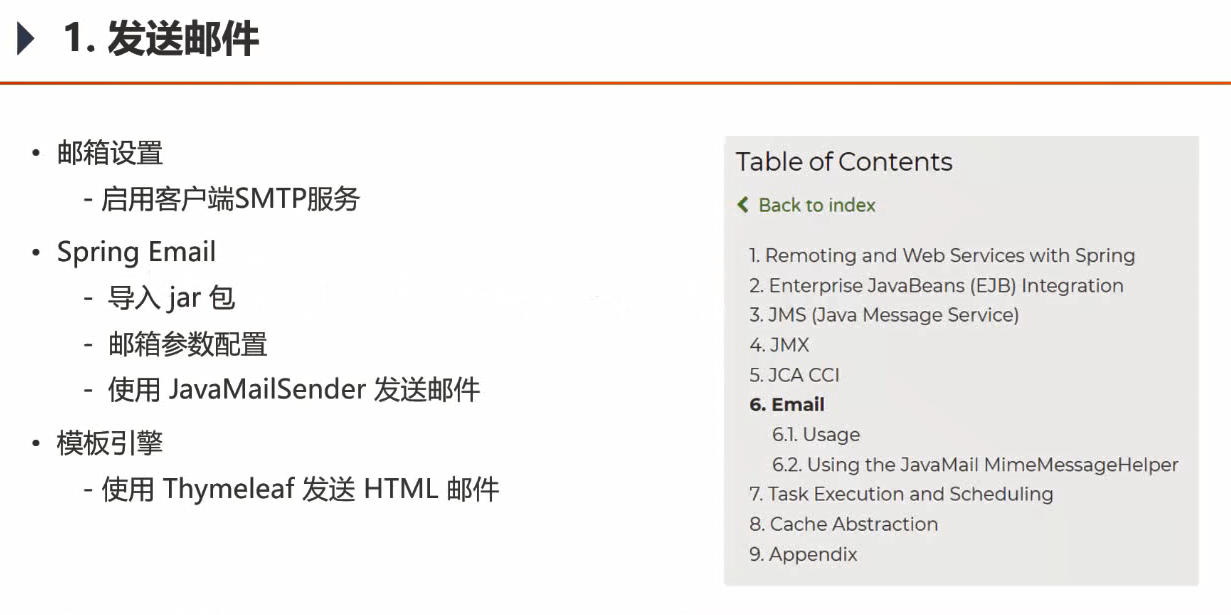 1. 发送邮件
• 邮箱设置
- 启用客户端SMTP服务
• Spring Email
- 导入 jar 包
- 邮箱参数配置
- 使用 JavaMailSender 发送邮件
• 模板引擎
- 使用 Thymeleaf 发送 HTML 邮件
Table of Contents
Back to index
1. Remoting and Web Services with Spring
2. Enterprise JavaBeans (EJB) Integration
3. JMS (Java Message Service)
4. JMX
5. JCA CCI
6. Email
6.1. Usage
6.2. Using the JavaMail MimeMessageHelper
7. Task Execution and Scheduling
8. Cache Abstraction
9. Appendix